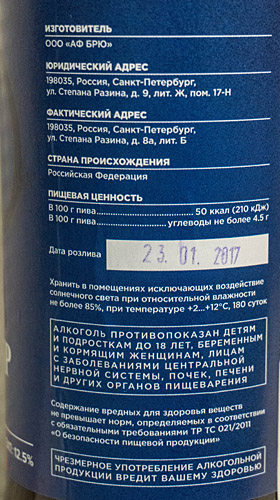 ИЗГОТОВИТЕЛЬ
ООО «АФ БРЮ»
ЮРИДИЧЕСКИЙ АДРЕС
198035, Россия, Санкт-Петербург,
ул. Степана Разина, д. 9, лит. Ж, пом. 17-Н
ФАКТИЧЕСКИЙ АДРЕС
198035, Россия, Санкт-Петербург,
ул. Степана Разина, д. 8а, лит. Б
СТРАНА ПРОИСХОЖДЕНИЯ
Российская Федерация
ПИЩЕВАЯ ЦЕННОСТЬ
В 100 г пива.....................50 ккал (210 кДж)
В 100 г пива................углеводы не более 4.5 г
Дата розлива 23. 01. 2017
Хранить в помещениях исключающих воздействие
солнечного света при относительной влажности
не более 85%, при температуре +2...+12°С, 180 суток
АЛКОГОЛЬ ПРОТИВОПОКАЗАН ДЕТЯМ
И ПОДРОСТКАМ ДО 18 ЛЕТ, БЕРЕМЕННЫМ
И КОРМЯЩИМ ЖЕНЩИНАМ, ЛИЦАМ
С ЗАБОЛЕВАНИЯМИ ЦЕНТРАЛЬНОЙ
НЕРВНОЙ СИСТЕМЫ, ПОЧЕК, ПЕЧЕНИ
И ДРУГИХ ОРГАНОВ ПИЩЕВАРЕНИЯ
Содержание вредных для здоровья веществ
не превышает норм, определяемых в соответствии
с обязательными требованиями ТР ТС 021/2011
«О безопасности пищевой продукции»
ЧРЕЗМЕРНОЕ УПОТРЕБЛЕНИЕ АЛКОГОЛЬНОЙ
ПРОДУКЦИИ ВРЕДИТ ВАШЕМУ ЗДОРОВЬЮ
12.5%